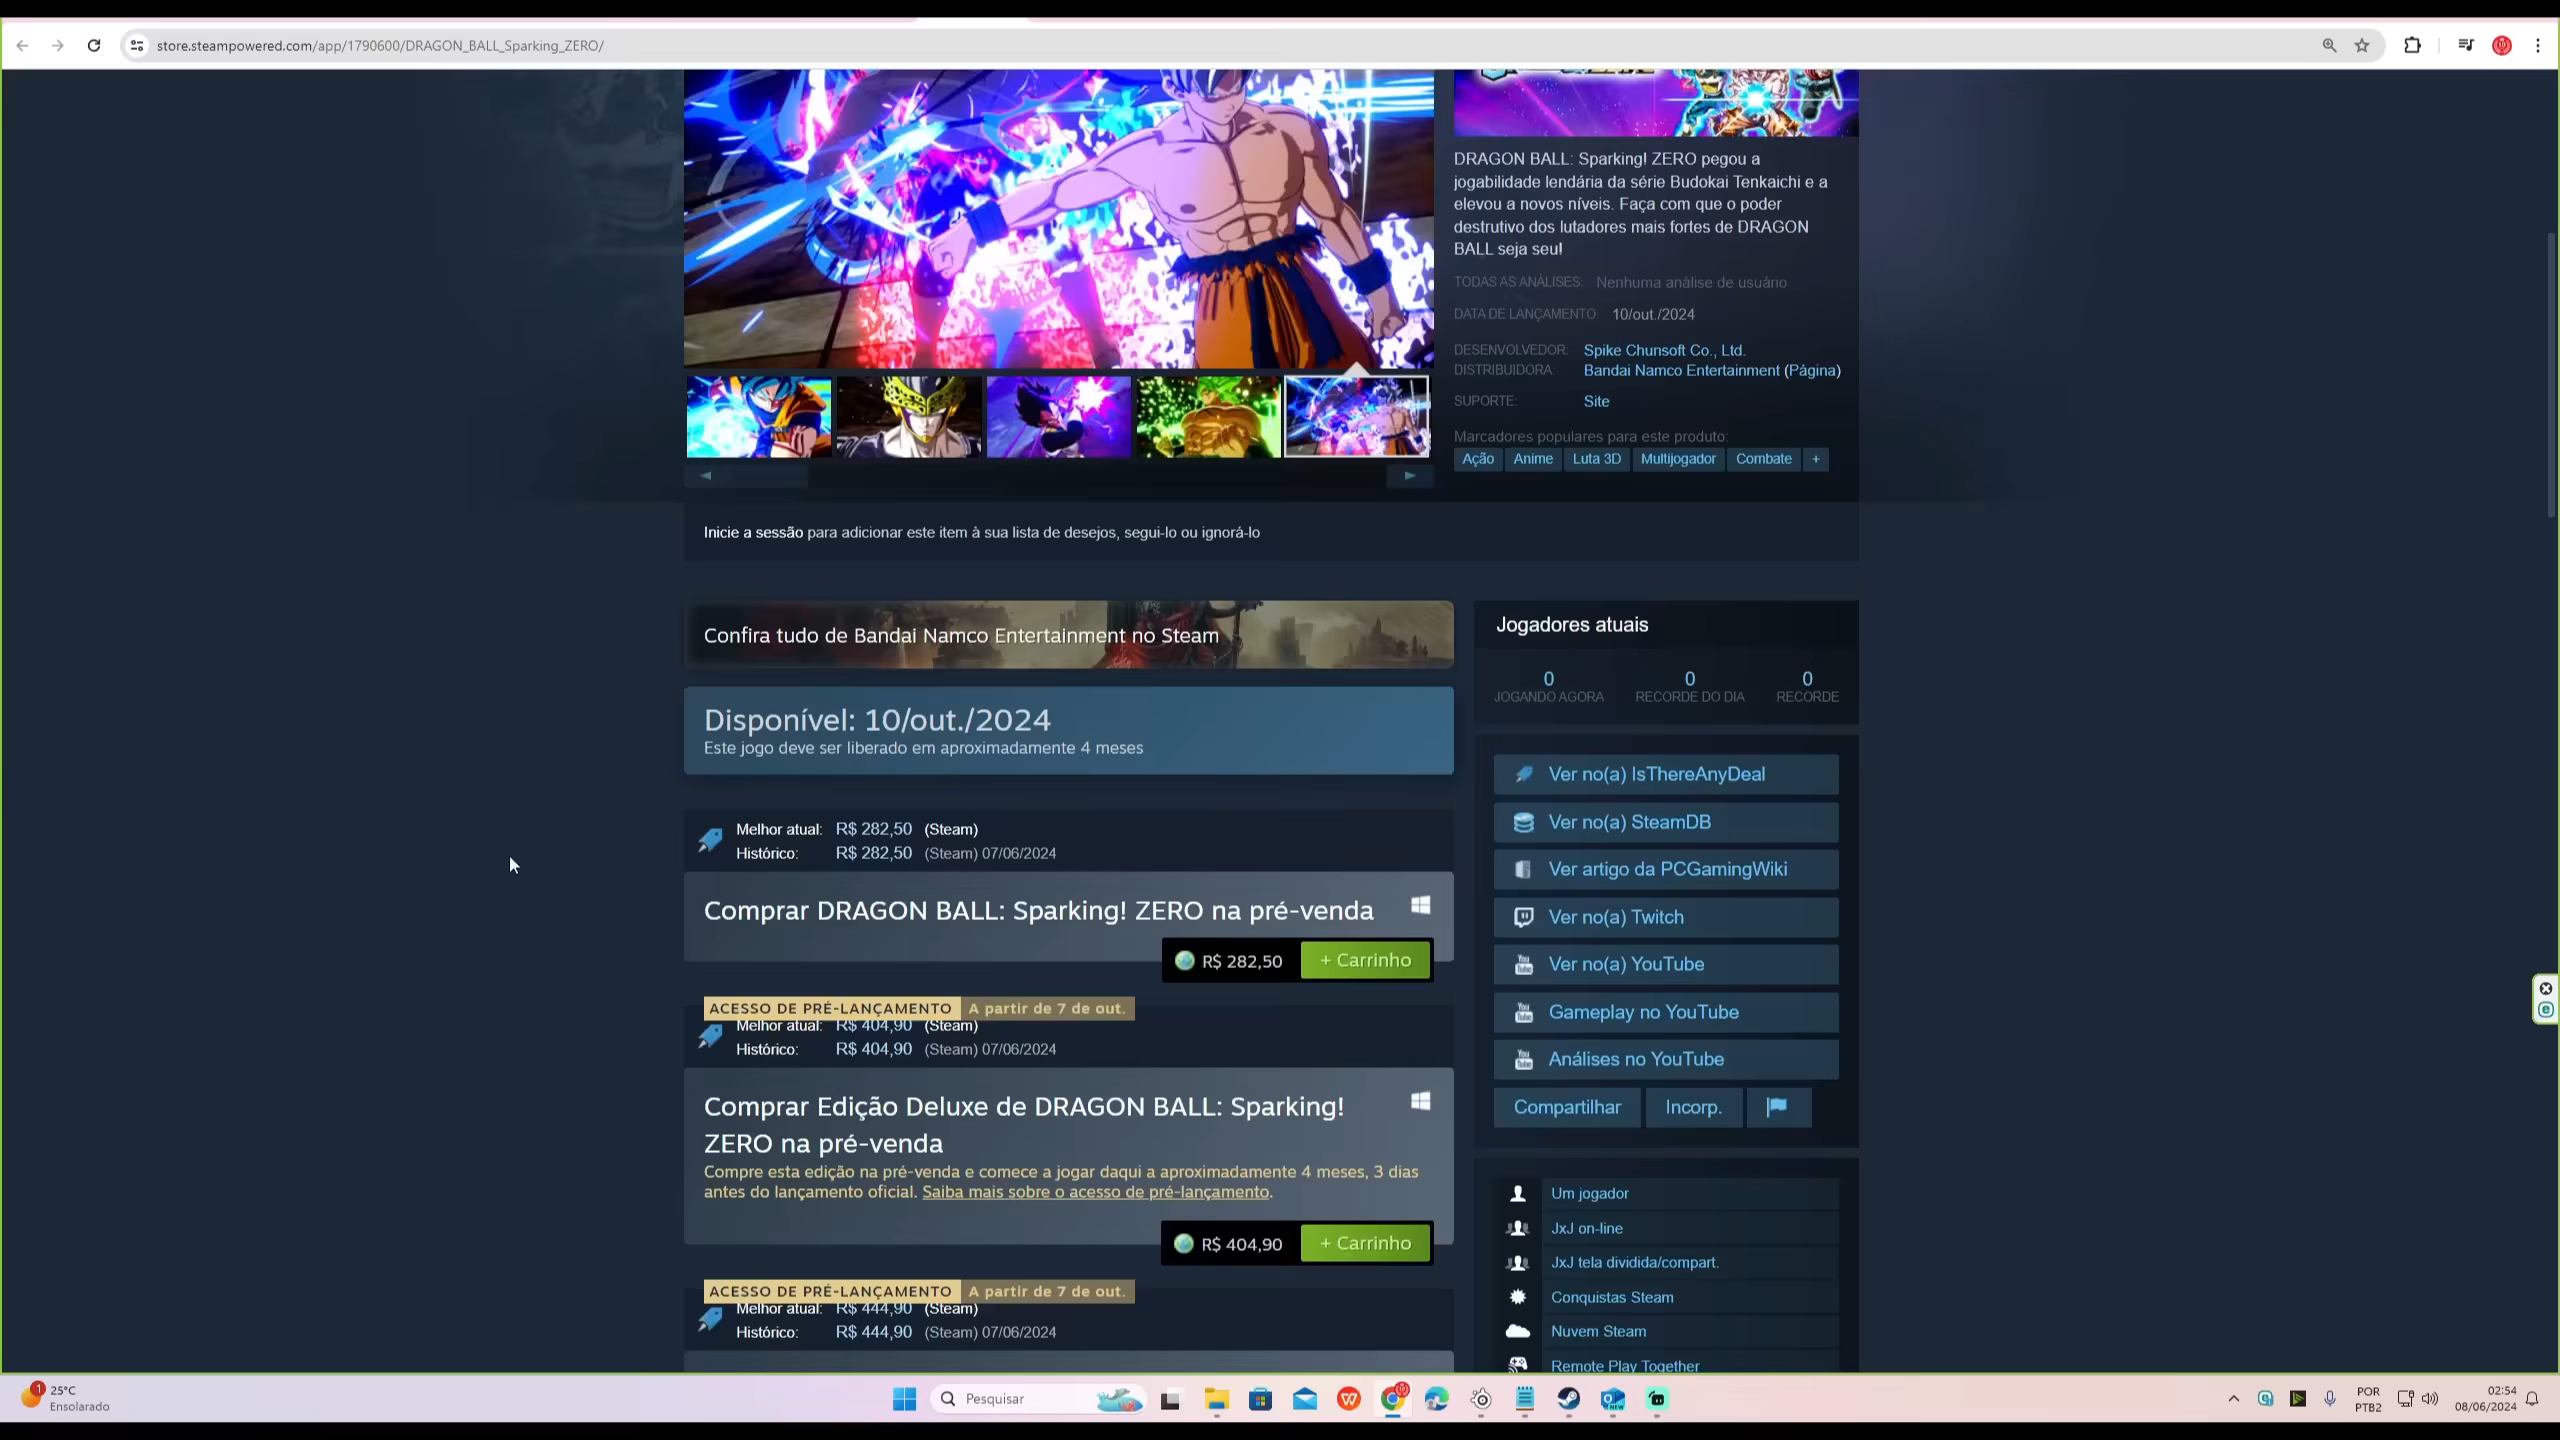 store.steampowered.com/app/1790600/DRAGON_BALL_Sparking_ZERO/
DRAGON BALL: Sparking! ZERO pegou a
jogabilidade lendária da série Budokai Tenkaichi e a
elevou a novos níveis. Faça com que o poder
destrutivo dos lutadores mais fortes de DRAGON
BALL seja seu!
TODAS AS ANÁLISES: Nenhuma análise de usuário
DATA DE LANÇAMENTO: 10/out./2024
DESENVOLVEDOR: Spike Chunsoft Co., Ltd.
DISTRIBUIDORA: Bandai Namco Entertainment (Página)
SUPORTE: Site
Marcadores populares para este produto:
Ação Anime Luta 3D Multijogador Combate +
Inicie a sessão para adicionar este item à sua lista de desejos, segui-lo ou ignorá-lo
Confira tudo de Bandai Namco Entertainment no Steam
Disponível: 10/out./2024
Este jogo deve ser liberado em aproximadamente 4 meses
Melhor atual: R$ 282,50 (Steam)
Histórico: R$ 282,50 (Steam) 07/06/2024
Comprar DRAGON BALL: Sparking! ZERO na pré-venda
R$ 282,50 + Carrinho
ACESSO DE PRÉ-LANÇAMENTO A partir de 7 de out.
Melhor atual: R$ 404,90 (Steam)
Histórico: R$ 404,90 (Steam) 07/06/2024
Comprar Edição Deluxe de DRAGON BALL: Sparking!
ZERO na pré-venda
Compre esta edição na pré-venda e comece a jogar daqui a aproximadamente 4 meses, 3 dias
antes do lançamento oficial. Saiba mais sobre o acesso de pré-lançamento.
R$ 404,90 + Carrinho
ACESSO DE PRÉ-LANÇAMENTO A partir de 7 de out.
Melhor atual: R$ 444,90 (Steam)
Histórico: R$ 444,90 (Steam) 07/06/2024
Jogadores atuais
0 0 0
JOGANDO AGORA RECORDE DO DIA RECORDE
Ver no(a) IsThereAnyDeal
Ver no(a) SteamDB
Ver artigo da PCGamingWiki
Ver no(a) Twitch
Ver no(a) YouTube
Gameplay no YouTube
Análises no YouTube
Compartilhar Incorp.
Um jogador
JxJ on-line
JxJ tela dividida/compart.
Conquistas Steam
Nuvem Steam
Remote Play Together
1
25°C
Ensolarado
Pesquisar
NEW
POR
PTB2
02:54
08/06/2024